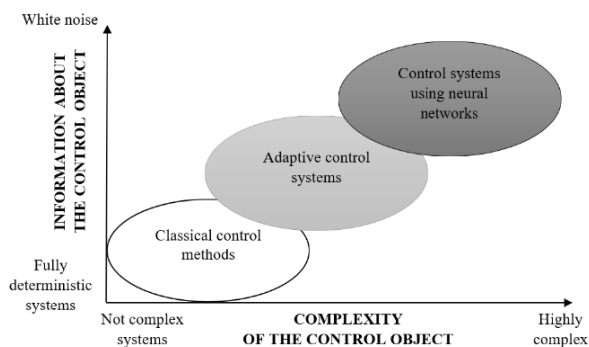 White noise
INFORMATION ABOUT
THE CONTROL OBJECT
Control systems
using neural
networks
Adaptive control
systems
Classical control
methods
Fully
deterministic
systems
Not complex
systems
COMPLEXITY
OF THE CONTROL OBJECT
Highly
complex